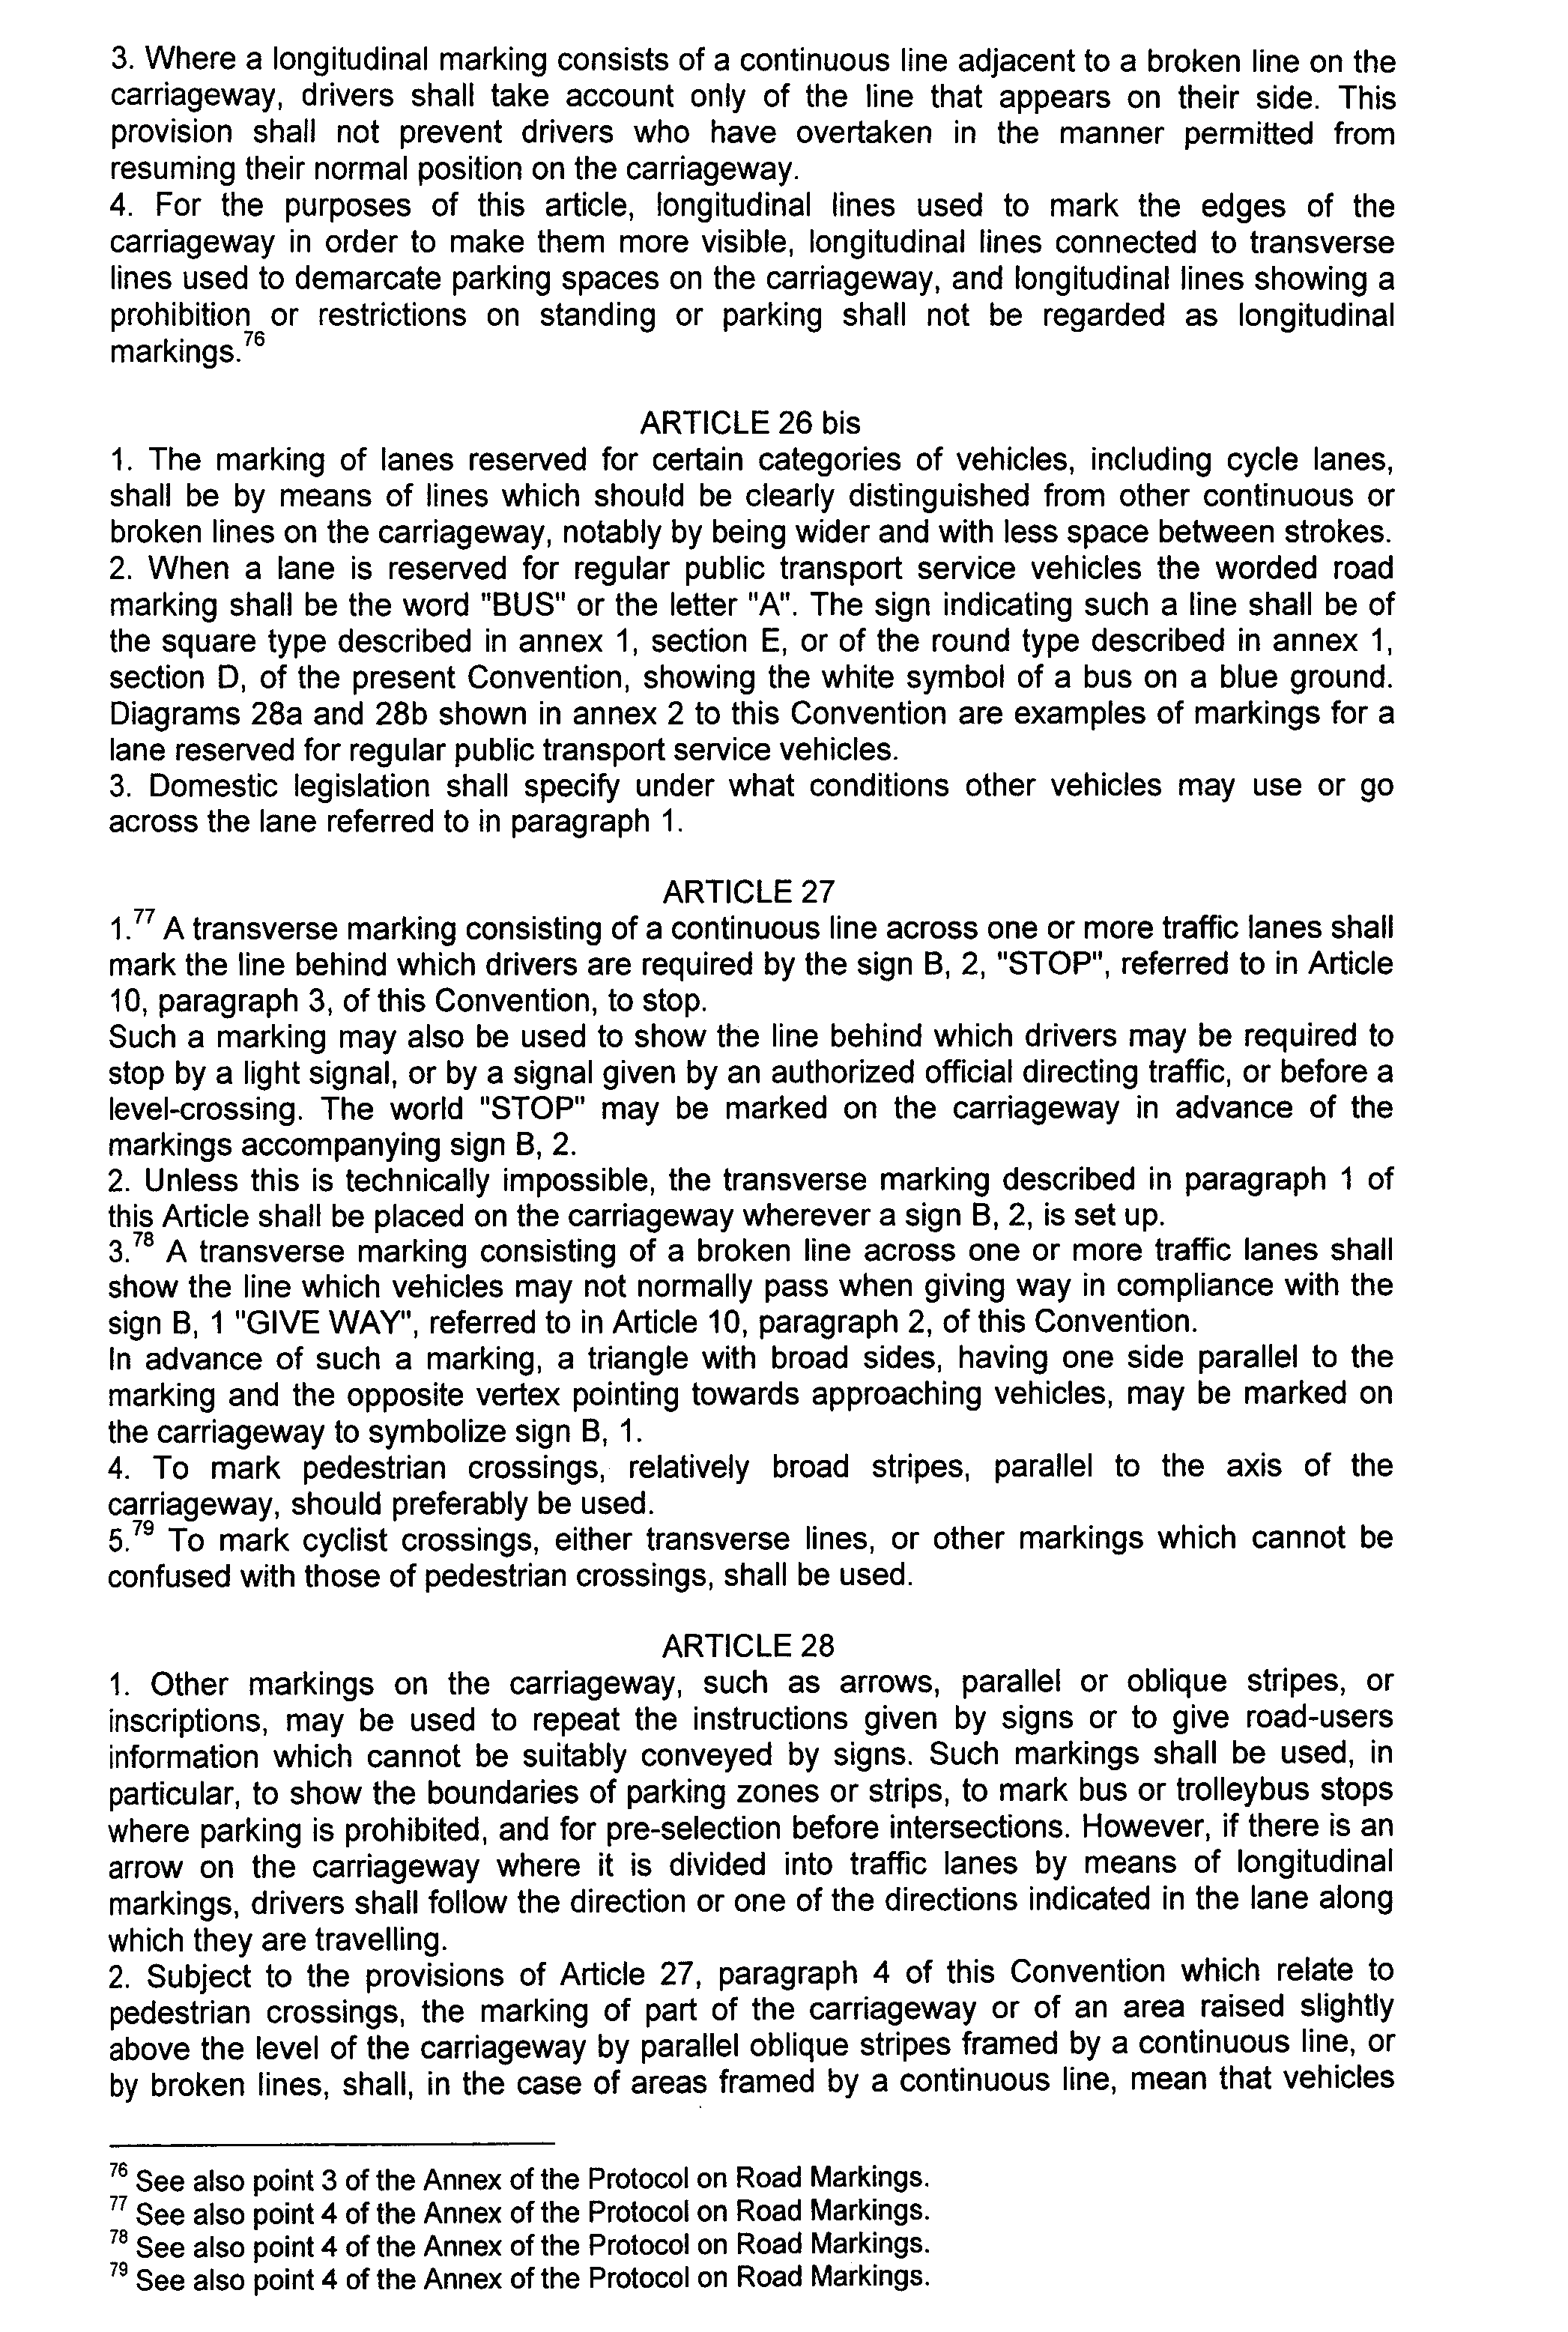 3. Where a longitudinal marking consists of a continuous line adjacent to a broken line on the
carriageway, drivers shall take account only of the line that appears on their side. This
provision shall not prevent drivers who have overtaken in the manner permitted from
resuming their normal position on the carriageway.
4. For the purposes of this article, longitudinal lines used to mark the edges of the
carriageway in order to make them more visible, longitudinal lines connected to transverse
lines used to demarcate parking spaces on the carriageway, and longitudinal lines showing a
prohibition or restrictions on standing or parking shall not be regarded as longitudinal
markings.76
ARTICLE 26 bis
1. The marking of lanes reserved for certain categories of vehicles, including cycle lanes,
shall be by means of lines which should be clearly distinguished from other continuous or
broken lines on the carriageway, notably by being wider and with less space between strokes.
2. When a lane is reserved for regular public transport service vehicles the worded road
marking shall be the word "BUS" or the letter "A". The sign indicating such a line shall be of
the square type described in annex 1, section E, or of the round type described in annex 1,
section D, of the present Convention, showing the white symbol of a bus on a blue ground.
Diagrams 28a and 28b shown in annex 2 to this Convention are examples of markings for a
lane reserved for regular public transport service vehicles.
3. Domestic legislation shall specify under what conditions other vehicles may use or go
across the lane referred to in paragraph 1.
ARTICLE 27
1.77 A transverse marking consisting of a continuous line across one or more traffic lanes shall
mark the line behind which drivers are required by the sign B, 2, "STOP", referred to in Article
10, paragraph 3, of this Convention, to stop.
Such a marking may also be used to show the line behind which drivers may be required to
stop by a light signal, or by a signal given by an authorized official directing traffic, or before a
level-crossing. The world "STOP" may be marked on the carriageway in advance of the
markings accompanying sign B, 2.
2. Unless this is technically impossible, the transverse marking described in paragraph 1 of
this Article shall be placed on the carriageway wherever a sign B, 2, is set up.
3.78 A transverse marking consisting of a broken line across one or more traffic lanes shall
show the line which vehicles may not normally pass when giving way in compliance with the
sign B, 1 "GIVE WAY", referred to in Article 10, paragraph 2, of this Convention.
In advance of such a marking, a triangle with broad sides, having one side parallel to the
marking and the opposite vertex pointing towards approaching vehicles, may be marked on
the carriageway to symbolize sign B, 1.
4. To mark pedestrian crossings, relatively broad stripes, parallel to the axis of the
carriageway, should preferably be used.
5.79 To mark cyclist crossings, either transverse lines, or other markings which cannot be
confused with those of pedestrian crossings, shall be used.
ARTICLE 28
1. Other markings on the carriageway, such as arrows, parallel or oblique stripes, or
inscriptions, may be used to repeat the instructions given by signs or to give road-users
information which cannot be suitably conveyed by signs. Such markings shall be used, in
particular, to show the boundaries of parking zones or strips, to mark bus or trolleybus stops
where parking is prohibited, and for pre-selection before intersections. However, if there is an
arrow on the carriageway where it is divided into traffic lanes by means of longitudinal
markings, drivers shall follow the direction or one of the directions indicated in the lane along
which they are travelling.
2. Subject to the provisions of Article 27, paragraph 4 of this Convention which relate to
pedestrian crossings, the marking of part of the carriageway or of an area raised slightly
above the level of the carriageway by parallel oblique stripes framed by a continuous line, or
by broken lines, shall, in the case of areas framed by a continuous line, mean that vehicles
76 See also point 3 of the Annex of the Protocol on Road Markings.
77 See also point 4 of the Annex of the Protocol on Road Markings.
78 See also point 4 of the Annex of the Protocol on Road Markings.
79 See also point 4 of the Annex of the Protocol on Road Markings.